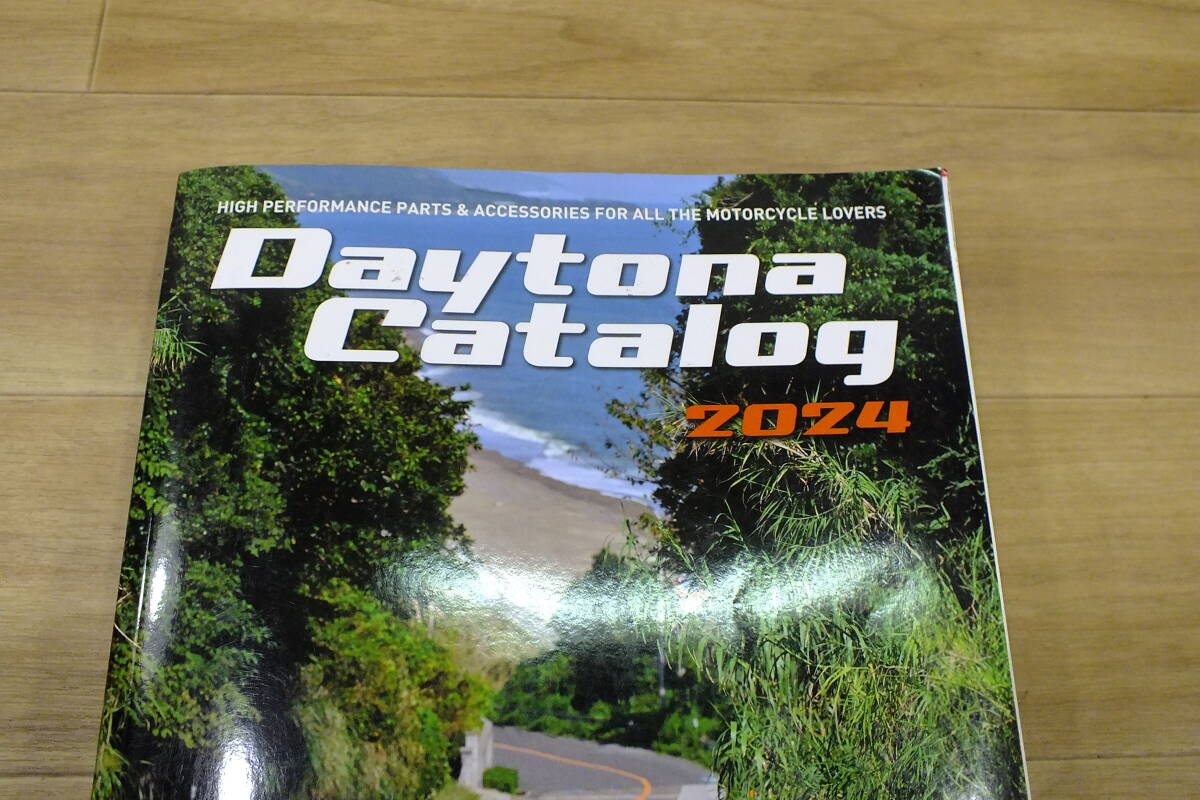 HIGH PERFORMANCE PARTS & ACCESSORIES FOR ALL THE MOTORCYCLE LOVERS
Daytona
Catalog
2024